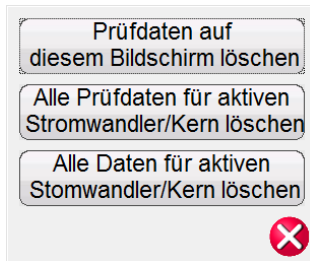 Prüfdaten auf
diesem Bildschirm löschen
Alle Prüfdaten für aktiven
Stromwandler/Kern löschen
Alle Daten für aktiven
Stomwandler/Kern löschen